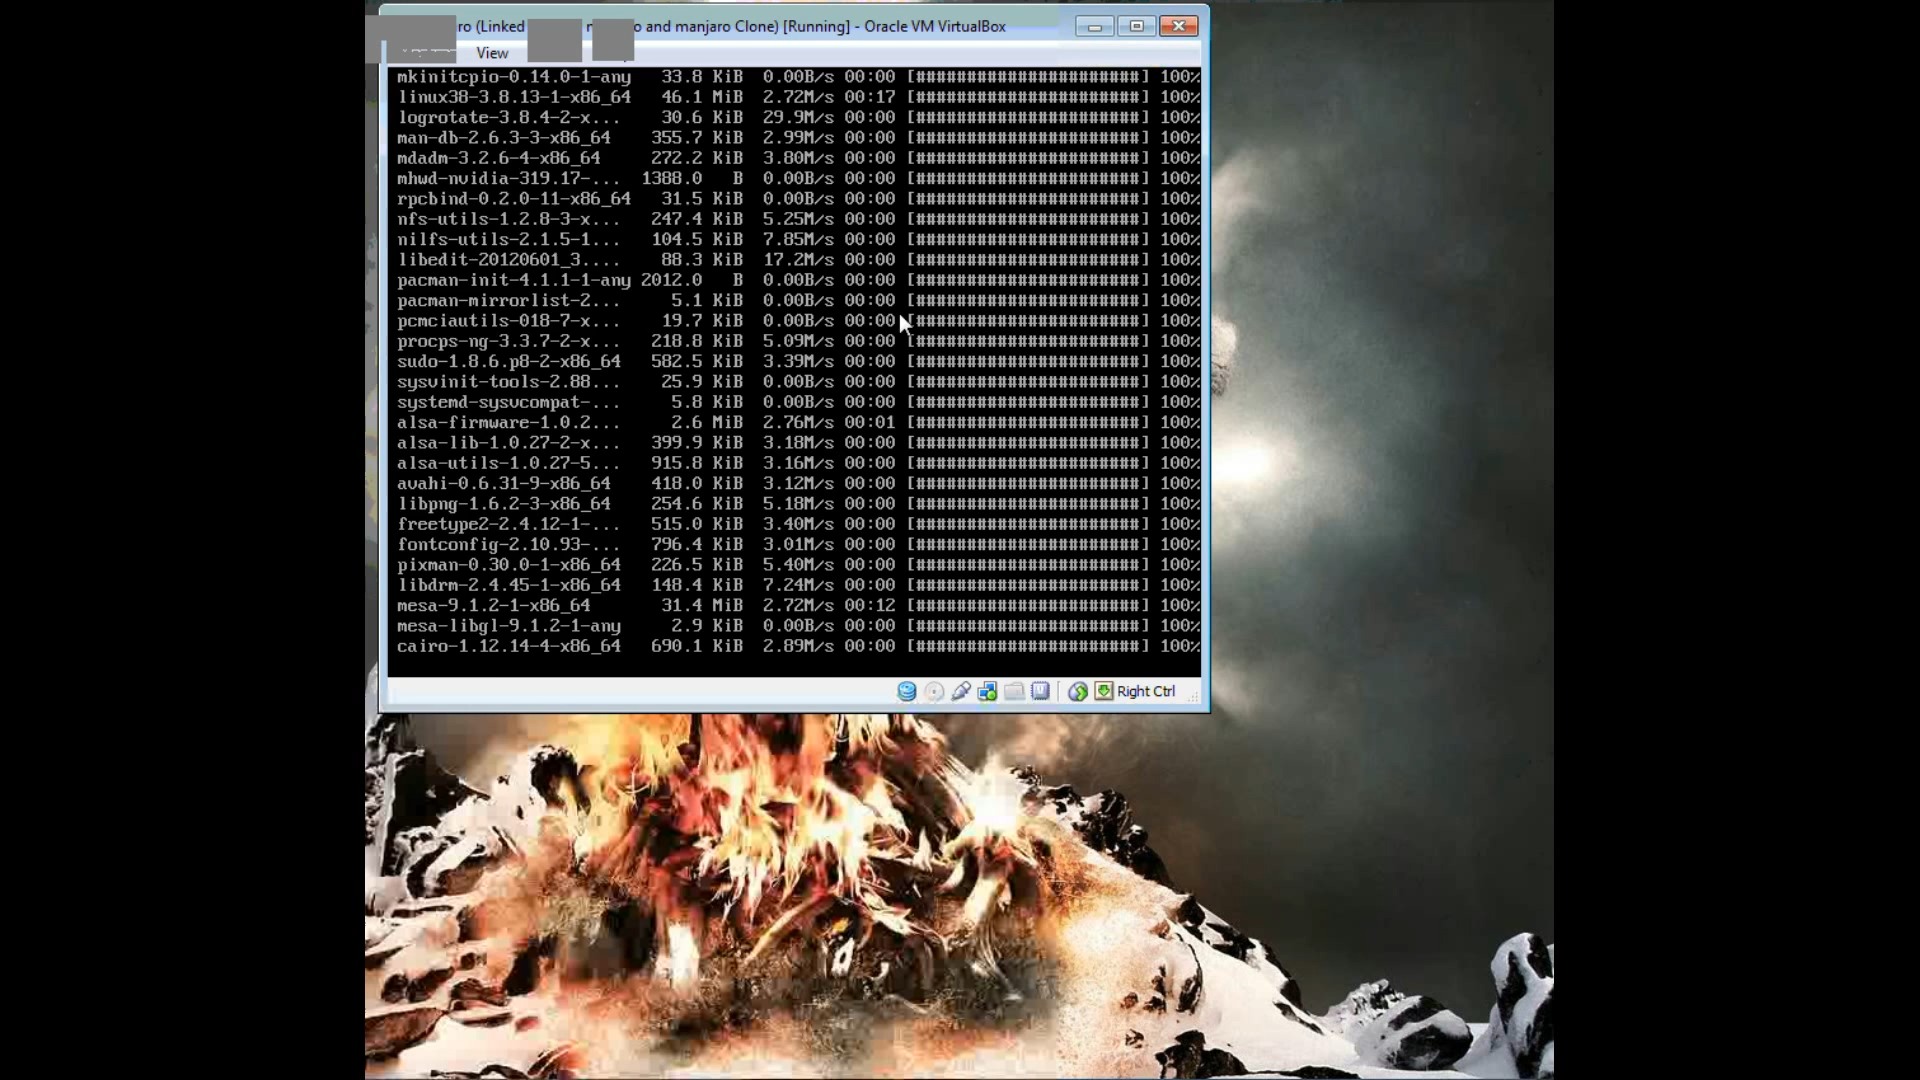 ro (Linked o and manjaro Clone) [Running] - Oracle VM VirtualBox
View
mkinitcpio-0.14.0-1-any 33.8 KiB 0.00B/s 00:00 [######################] 100%
linux38-3.8.13-1-x86_64 46.1 MiB 2.72M/s 00:17 [######################] 100%
logrotate-3.8.4-2-x... 30.6 KiB 29.9M/s 00:00 [######################] 100%
man-db-2.6.3-3-x86_64 355.7 KiB 2.99M/s 00:00 [######################] 100%
mdadm-3.2.6-4-x86_64 272.2 KiB 3.80M/s 00:00 [######################] 100%
mhwd-nvidia-319.17-... 1388.0 B 0.00B/s 00:00 [######################] 100%
rpcbind-0.2.0-11-x86_64 31.5 KiB 0.00B/s 00:00 [######################] 100%
nfs-utils-1.2.8-3-x... 247.4 KiB 5.25M/s 00:00 [######################] 100%
nilfs-utils-2.1.5-1... 104.5 KiB 7.85M/s 00:00 [######################] 100%
libedit-20120601_3.... 88.3 KiB 17.2M/s 00:00 [######################] 100%
pacman-init-4.1.1-1-any 2012.0 B 0.00B/s 00:00 [######################] 100%
pacman-mirrorlist-2... 5.1 KiB 0.00B/s 00:00 [######################] 100%
pcmciautils-018-7-x... 19.7 KiB 0.00B/s 00:00 [######################] 100%
procps-ng-3.3.7-2-x... 218.8 KiB 5.09M/s 00:00 [######################] 100%
sudo-1.8.6.p8-2-x86_64 582.5 KiB 3.39M/s 00:00 [######################] 100%
sysvinit-tools-2.88... 25.9 KiB 0.00B/s 00:00 [######################] 100%
systemd-sysvcompat-... 5.8 KiB 0.00B/s 00:00 [######################] 100%
alsa-firmware-1.0.2... 2.6 MiB 2.76M/s 00:01 [######################] 100%
alsa-lib-1.0.27-2-x... 399.9 KiB 3.18M/s 00:00 [######################] 100%
alsa-utils-1.0.27-5... 915.8 KiB 3.16M/s 00:00 [######################] 100%
avahi-0.6.31-9-x86_64 418.0 KiB 3.12M/s 00:00 [######################] 100%
libpng-1.6.2-3-x86_64 254.6 KiB 5.18M/s 00:00 [######################] 100%
freetype2-2.4.12-1-... 515.0 KiB 3.40M/s 00:00 [######################] 100%
fontconfig-2.10.93-... 796.4 KiB 3.01M/s 00:00 [######################] 100%
pixman-0.30.0-1-x86_64 226.5 KiB 5.40M/s 00:00 [######################] 100%
libdrm-2.4.45-1-x86_64 148.4 KiB 7.24M/s 00:00 [######################] 100%
mesa-9.1.2-1-x86_64 31.4 MiB 2.72M/s 00:12 [######################] 100%
mesa-libgl-9.1.2-1-any 2.9 KiB 0.00B/s 00:00 [######################] 100%
cairo-1.12.14-4-x86_64 690.1 KiB 2.89M/s 00:00 [######################] 100%
Right Ctrl